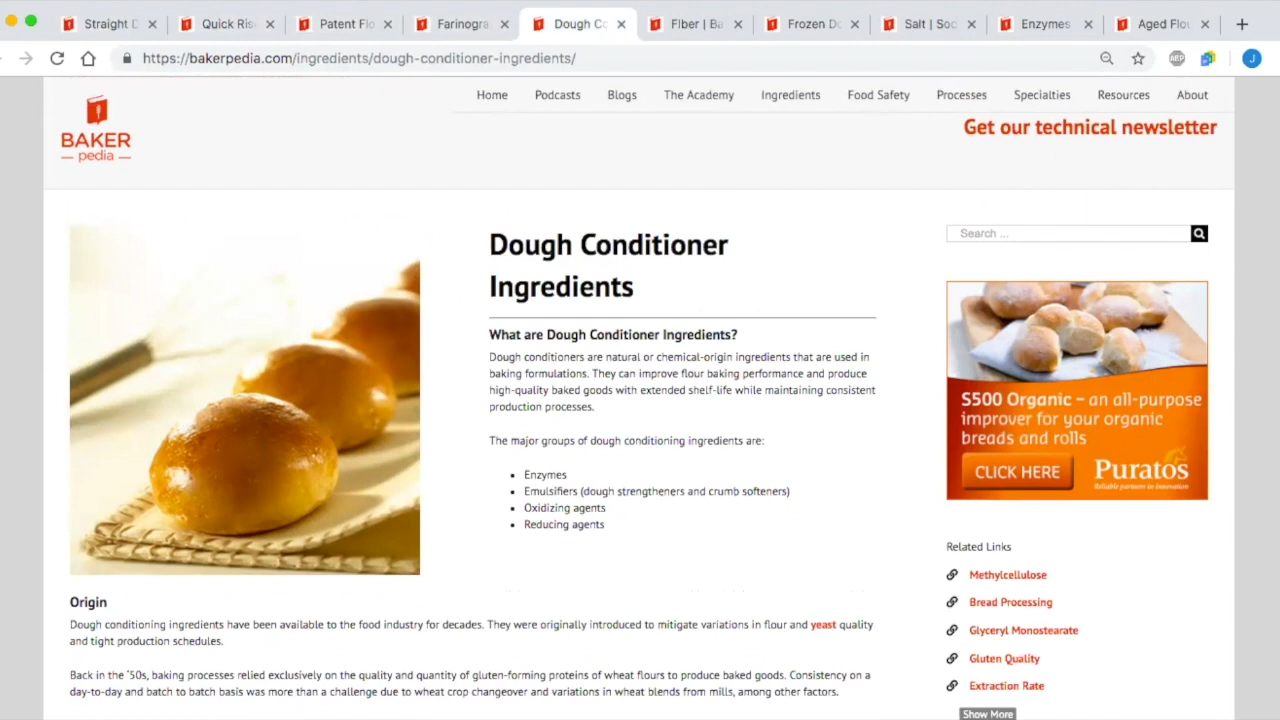 Straight D
Quick Ris
Patent Flo
Farinogra
Dough Co
Fiber | Ba
Frozen Do
Salt | Soc
Enzymes
Aged Flou
https://bakerpedia.com/ingredients/dough-conditioner-ingredients/
ABP
J
BAKER
pedia
Home
Podcasts
Blogs
The Academy
Ingredients
Food Safety
Processes
Specialties
Resources
About
Get our technical newsletter
Dough Conditioner
Ingredients
What are Dough Conditioner Ingredients?
Dough conditioners are natural or chemical-origin ingredients that are used in
baking formulations. They can improve flour baking performance and produce
high-quality baked goods with extended shelf-life while maintaining consistent
production processes.
The major groups of dough conditioning ingredients are:
Enzymes
Emulsifiers (dough strengtheners and crumb softeners)
Oxidizing agents
Reducing agents
Origin
Dough conditioning ingredients have been available to the food industry for decades. They were originally introduced to mitigate variations in flour and yeast quality
and tight production schedules.
Back in the '50s, baking processes relied exclusively on the quality and quantity of gluten-forming proteins of wheat flours to produce baked goods. Consistency on a
day-to-day and batch to batch basis was more than a challenge due to wheat crop changeover and variations in wheat blends from mills, among other factors.
Search ...
S500 Organic – an all-purpose
improver for your organic
breads and rolls
CLICK HERE
Puratos
Reliable partners in innovation
Related Links
Methylcellulose
Bread Processing
Glyceryl Monostearate
Gluten Quality
Extraction Rate
Show More